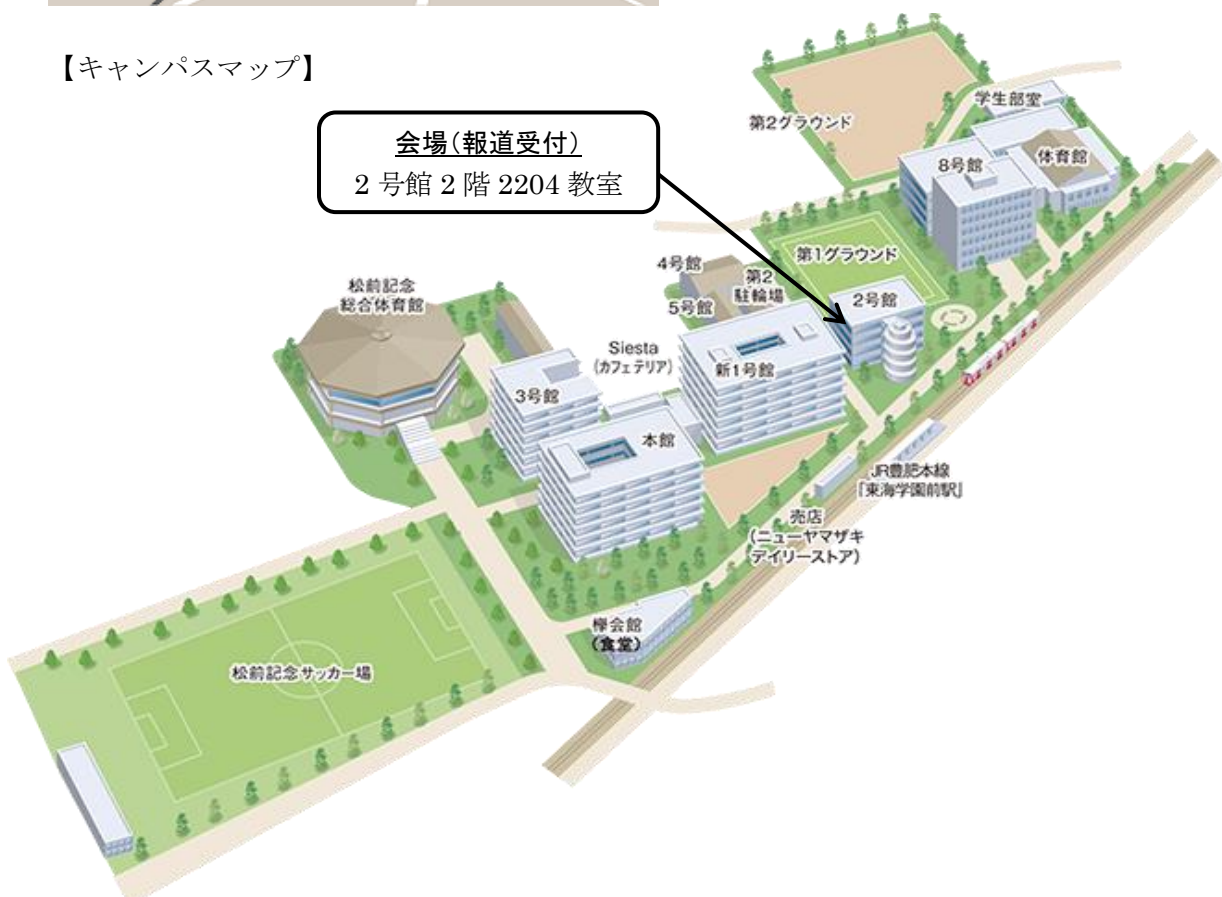 【キャンパスマップ】
会場(報道受付)
2 号館 2 階 2204 教室
第2グラウンド
学生部室
8号館
体育館
第1グラウンド
4号館
第2
駐輪場
5号館
2号館
松前記念
総合体育館
Siesta
(カフェテリア)
新1号館
3号館
本館
JR豊肥本線
「東海学園前駅」
売店
(ニューヤマザキ
デイリーストア)
欅会館
(食堂)
松前記念サッカー場